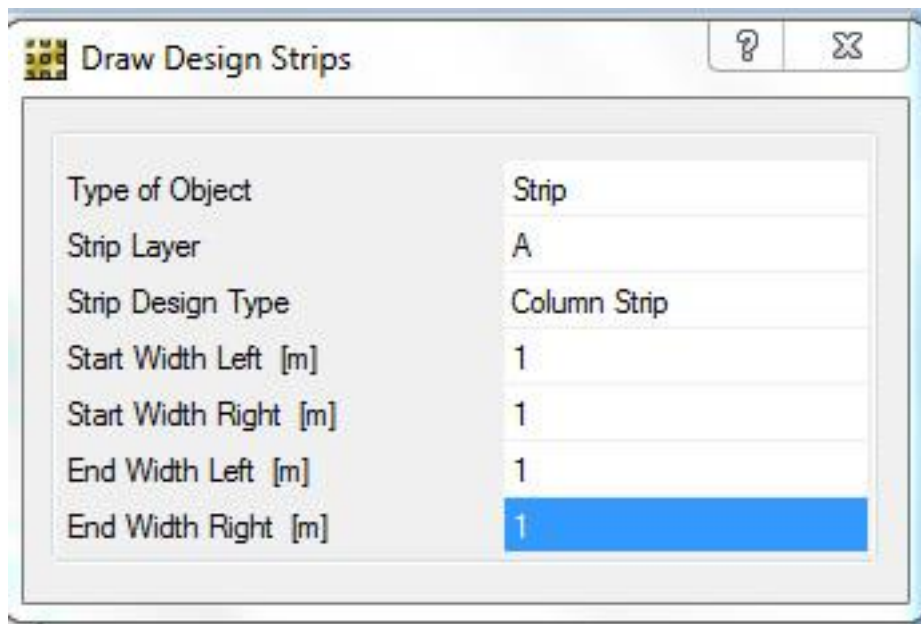 Draw Design Strips
Type of Object Strip
Strip Layer A
Strip Design Type Column Strip
Start Width Left [m] 1
Start Width Right [m] 1
End Width Left [m] 1
End Width Right [m] 1